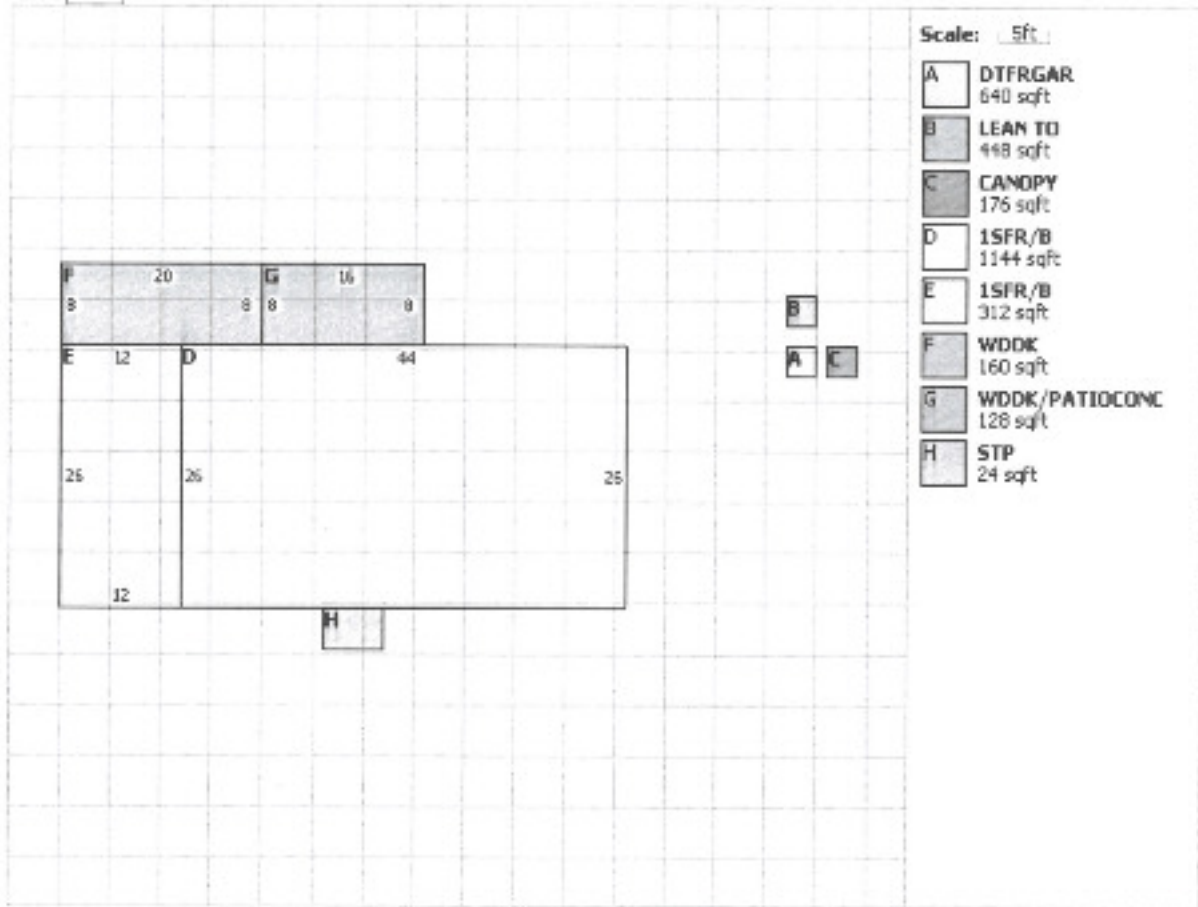 Scale: 5ft
A DTFRGAR
640 sqft
B LEAN TO
448 sqft
C CANOPY
176 sqft
D 1SFR/B
1144 sqft
E 1SFR/B
312 sqft
F WDDK
160 sqft
G WDDK/PATIOCONC
128 sqft
H STP
24 sqft
F 20 G 16
8 8 8 8
B
E 12 D 44
A C
26 26 26
12
H